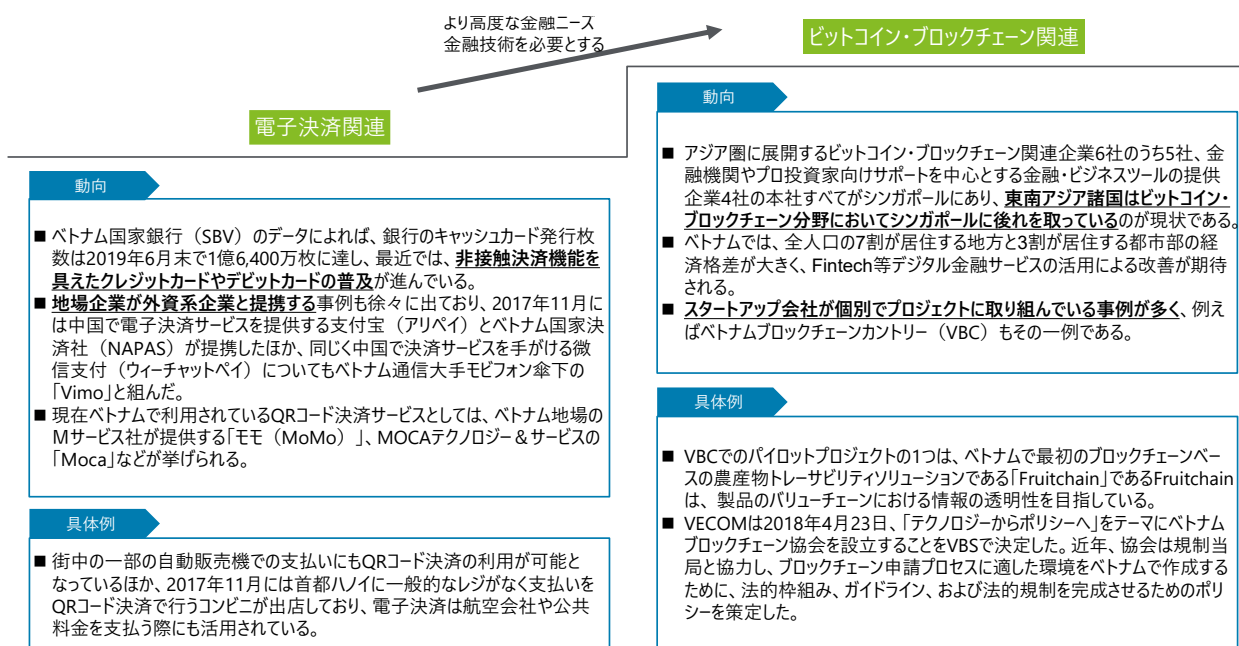 より高度な金融ニーズ
金融技術を必要とする
ビットコイン・ブロックチェーン関連
電子決済関連
動向
■ ベトナム国家銀行（SBV）のデータによれば、銀行のキャッシュカード発行枚
数は2019年6月末で1億6,400万枚に達し、最近では、非接触決済機能を
具えたクレジットカードやデビットカードの普及が進んでいる。
■ 地場企業が外資系企業と提携する事例も徐々に出ており、2017年11月に
は中国で電子決済サービスを提供する支付宝（アリペイ）とベトナム国家決
済社（NAPAS）が提携したほか、同じく中国で決済サービスを手がける微
信支付（ウィーチャットペイ）についてもベトナム通信大手モビフォン傘下の
「Vimo」と組んだ。
■ 現在ベトナムで利用されているQRコード決済サービスとしては、ベトナム地場の
Mサービス社が提供する「モモ（MoMo）」、MOCAテクノロジー＆サービスの
「Moca」などが挙げられる。
具体例
■ 街中の一部の自動販売機での支払いにもQRコード決済の利用が可能と
なっているほか、2017年11月には首都ハノイに一般的なレジがなく支払いを
QRコード決済で行うコンビニが出店しており、電子決済は航空会社や公共
料金を支払う際にも活用されている。
動向
■ アジア圏に展開するビットコイン・ブロックチェーン関連企業6社のうち5社、金
融機関やプロ投資家向けサポートを中心とする金融・ビジネスツールの提供
企業4社の本社すべてがシンガポールにあり、東南アジア諸国はビットコイン・
ブロックチェーン分野においてシンガポールに後れを取っているのが現状である。
■ ベトナムでは、全人口の7割が居住する地方と3割が居住する都市部の経
済格差が大きく、Fintech等デジタル金融サービスの活用による改善が期待
される。
■ スタートアップ会社が個別でプロジェクトに取り組んでいる事例が多く、例え
ばベトナムブロックチェーンカントリー（VBC）もその一例である。
具体例
■ VBCでのパイロットプロジェクトの1つは、ベトナムで最初のブロックチェーンベー
スの農産物トレーサビリティソリューションである「Fruitchain」であるFruitchain
は、製品のバリューチェーンにおける情報の透明性を目指している。
■ VECOMは2018年4月23日、「テクノロジーからポリシーへ」をテーマにベトナム
ブロックチェーン協会を設立することをVBSで決定した。近年、協会は規制当
局と協力し、ブロックチェーン申請プロセスに適した環境をベトナムで作成する
ために、法的枠組み、ガイドライン、および法的規制を完成させるためのポリ
シーを策定した。